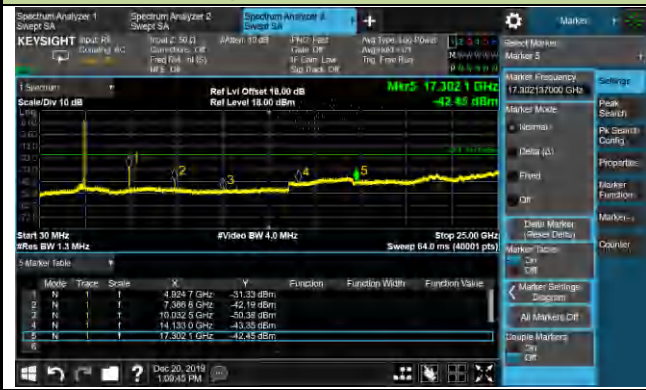 Spectrum Analyzer 1
Swept SA
Spectrum Analyzer 2
Swept SA
Spectrum Analyzer 3
Swept SA
+
Marker
KEYSIGHT
Input: RF
Coupling: AC
Input Z: 50 Ω
Corrections: Off
Freq Ref: Int (S)
NFE: Off
#Atten: 10 dB
PNO: Fast
Gate: Off
IF Gain: Low
Sig Track: Off
Avg Type: Log-Power
Trig: Free Run
Select Marker
Marker 5
1 Spectrum
Scale/Div 10 dB
Ref Lvl Offset 18.00 dB
Ref Level 18.00 dBm
Mkr5 17.302 1 GHz
-42.45 dBm
Marker Frequency
17.302137000 GHz
Settings
Marker Mode
Normal
Delta (Δ)
Fixed
Off
Peak
Search
Pk Search
Config
Properties
Marker
Function
Marker→
Counter
Log
1
2
3
4
5
Start 30 MHz
#Res BW 1.3 MHz
#Video BW 4.0 MHz
Stop 25.00 GHz
Sweep 64.0 ms (40001 pts)
Delta Marker
(Reset Delta)
Marker Table
On
Off
Marker Settings
Diagram
All Markers Off
Couple Markers
On
Off
5 Marker Table
Mode Trace Scale X Y Function Function Width Function Value
1 N 1 f 4.924 7 GHz -31.33 dBm
2 N 1 f 7.386 6 GHz -42.19 dBm
3 N 1 f 10.032 5 GHz -50.38 dBm
4 N 1 f 14.133 0 GHz -43.35 dBm
5 N 1 f 17.302 1 GHz -42.45 dBm
6
?
Dec 20, 2019
1:09:45 PM